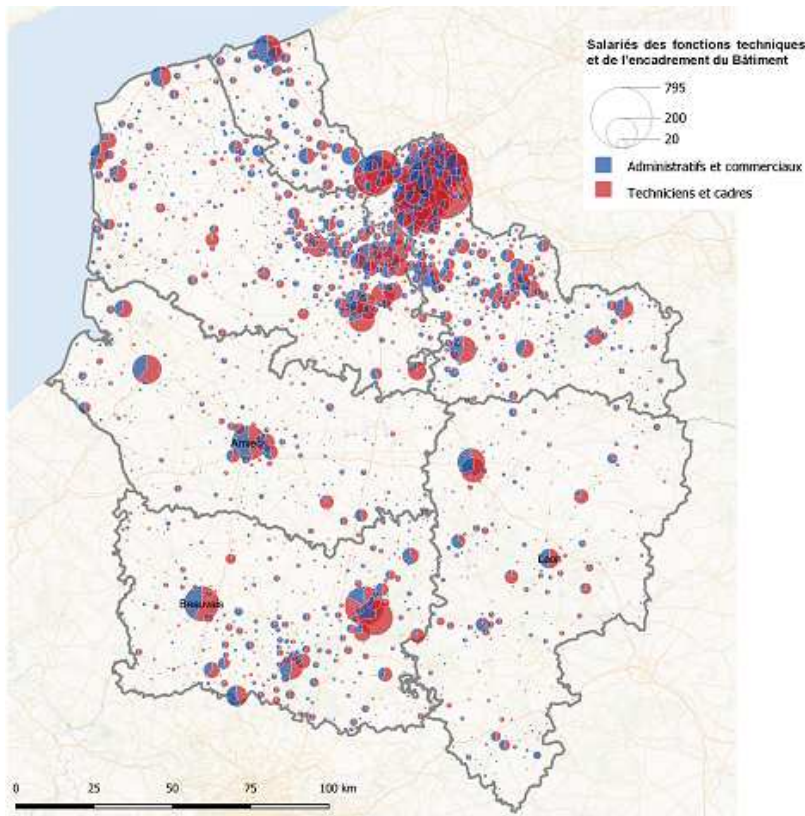 Salariés des fonctions techniques
et de l'encadrement du Bâtiment
795
200
20
Administratifs et commerciaux
Techniciens et cadres
Amiens
Laon
Beauvais
0 25 50 75 100 km